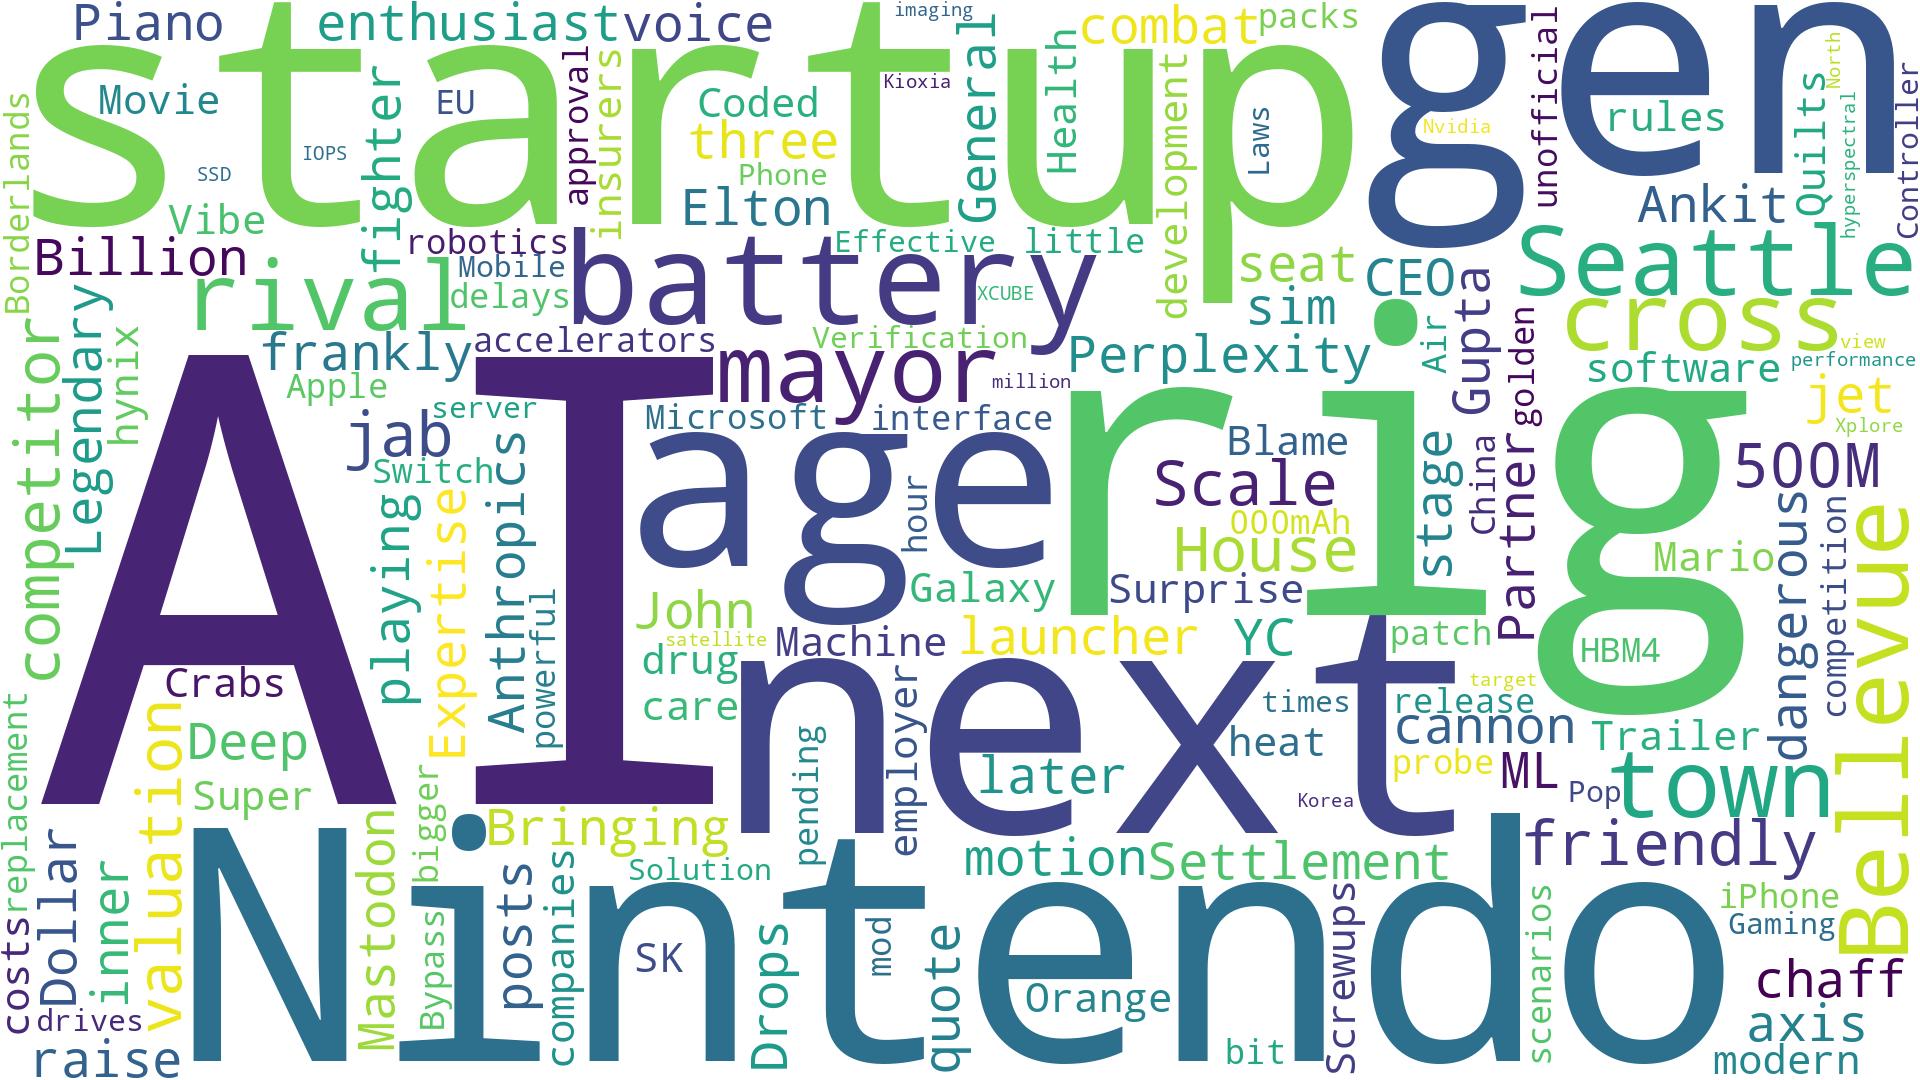 Piano
enthusiast
voice
imaging
General
combat
packs
gen
unofficial
North
startup
Movie
SSD
IOPS
fighter
EU
approval
insurers
Coded
three
Phone
Kioxia
Health
development
Laws
Nvidia
rules
Quilts
hyperspectral
Controller
Borderlands
Vibe
Billion
robotics
Elton
Effective
little
seat
CEO
Ankit
Seattle
rival
Mobile
delays
battery
XCUBE
sim
Air
Gupta
golden
cross
view
competitor
Legendary
hynix
frankly
accelerators
mayor
Verification
million
Perplexity
software
performance
Apple
jab
server
Microsoft
interface
Blame
jet
Xplore
AI
Switch
playing
Expertise
Anthropics
powerful
age
hour
Scale
000mAh
House
stage
China
Partner
rig
Mario
500M
dangerous
competition
Bellevue
Galaxy
Surprise
John
satellite
Machine
launcher
YC
patch
HBM4
Crabs
drug
care
next
employer
pending
later
times
heat
target
release
cannon
probe
ML
Trailer
replacement
valuation
Deep
Super
Mastodon
bigger
Bringing
Korea
Pop
town
friendly
costs
Dollar
inner
Nintendo
Bypass
posts
companies
Solution
motion
Settlement
SK
Drops
mod
quote
Orange
Screwups
scenarios
iPhone
Gaming
chaff
drives
raise
bit
axis
modern